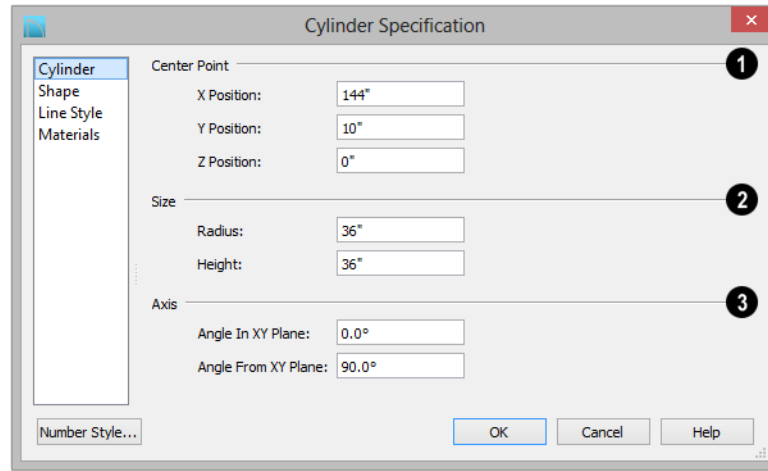 Cylinder Specification
Cylinder
Shape
Line Style
Materials
Center Point 1
X Position: 144"
Y Position: 10"
Z Position: 0"
Size 2
Radius: 36"
Height: 36"
Axis 3
Angle In XY Plane: 0.0°
Angle From XY Plane: 90.0°
Number Style... OK Cancel Help